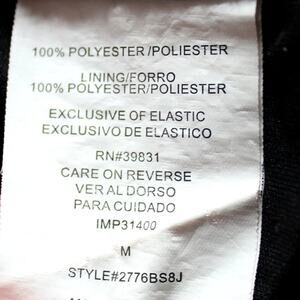 100% POLYESTER/POLIESTER
LINING/FORRO
100% POLYESTER/POLIESTER
EXCLUSIVE OF ELASTIC
EXCLUSIVO DE ELASTICO
RN#39831
CARE ON REVERSE
VER AL DORSO
PARA CUIDADO
IMP31400
M
STYLE#2776BS8J